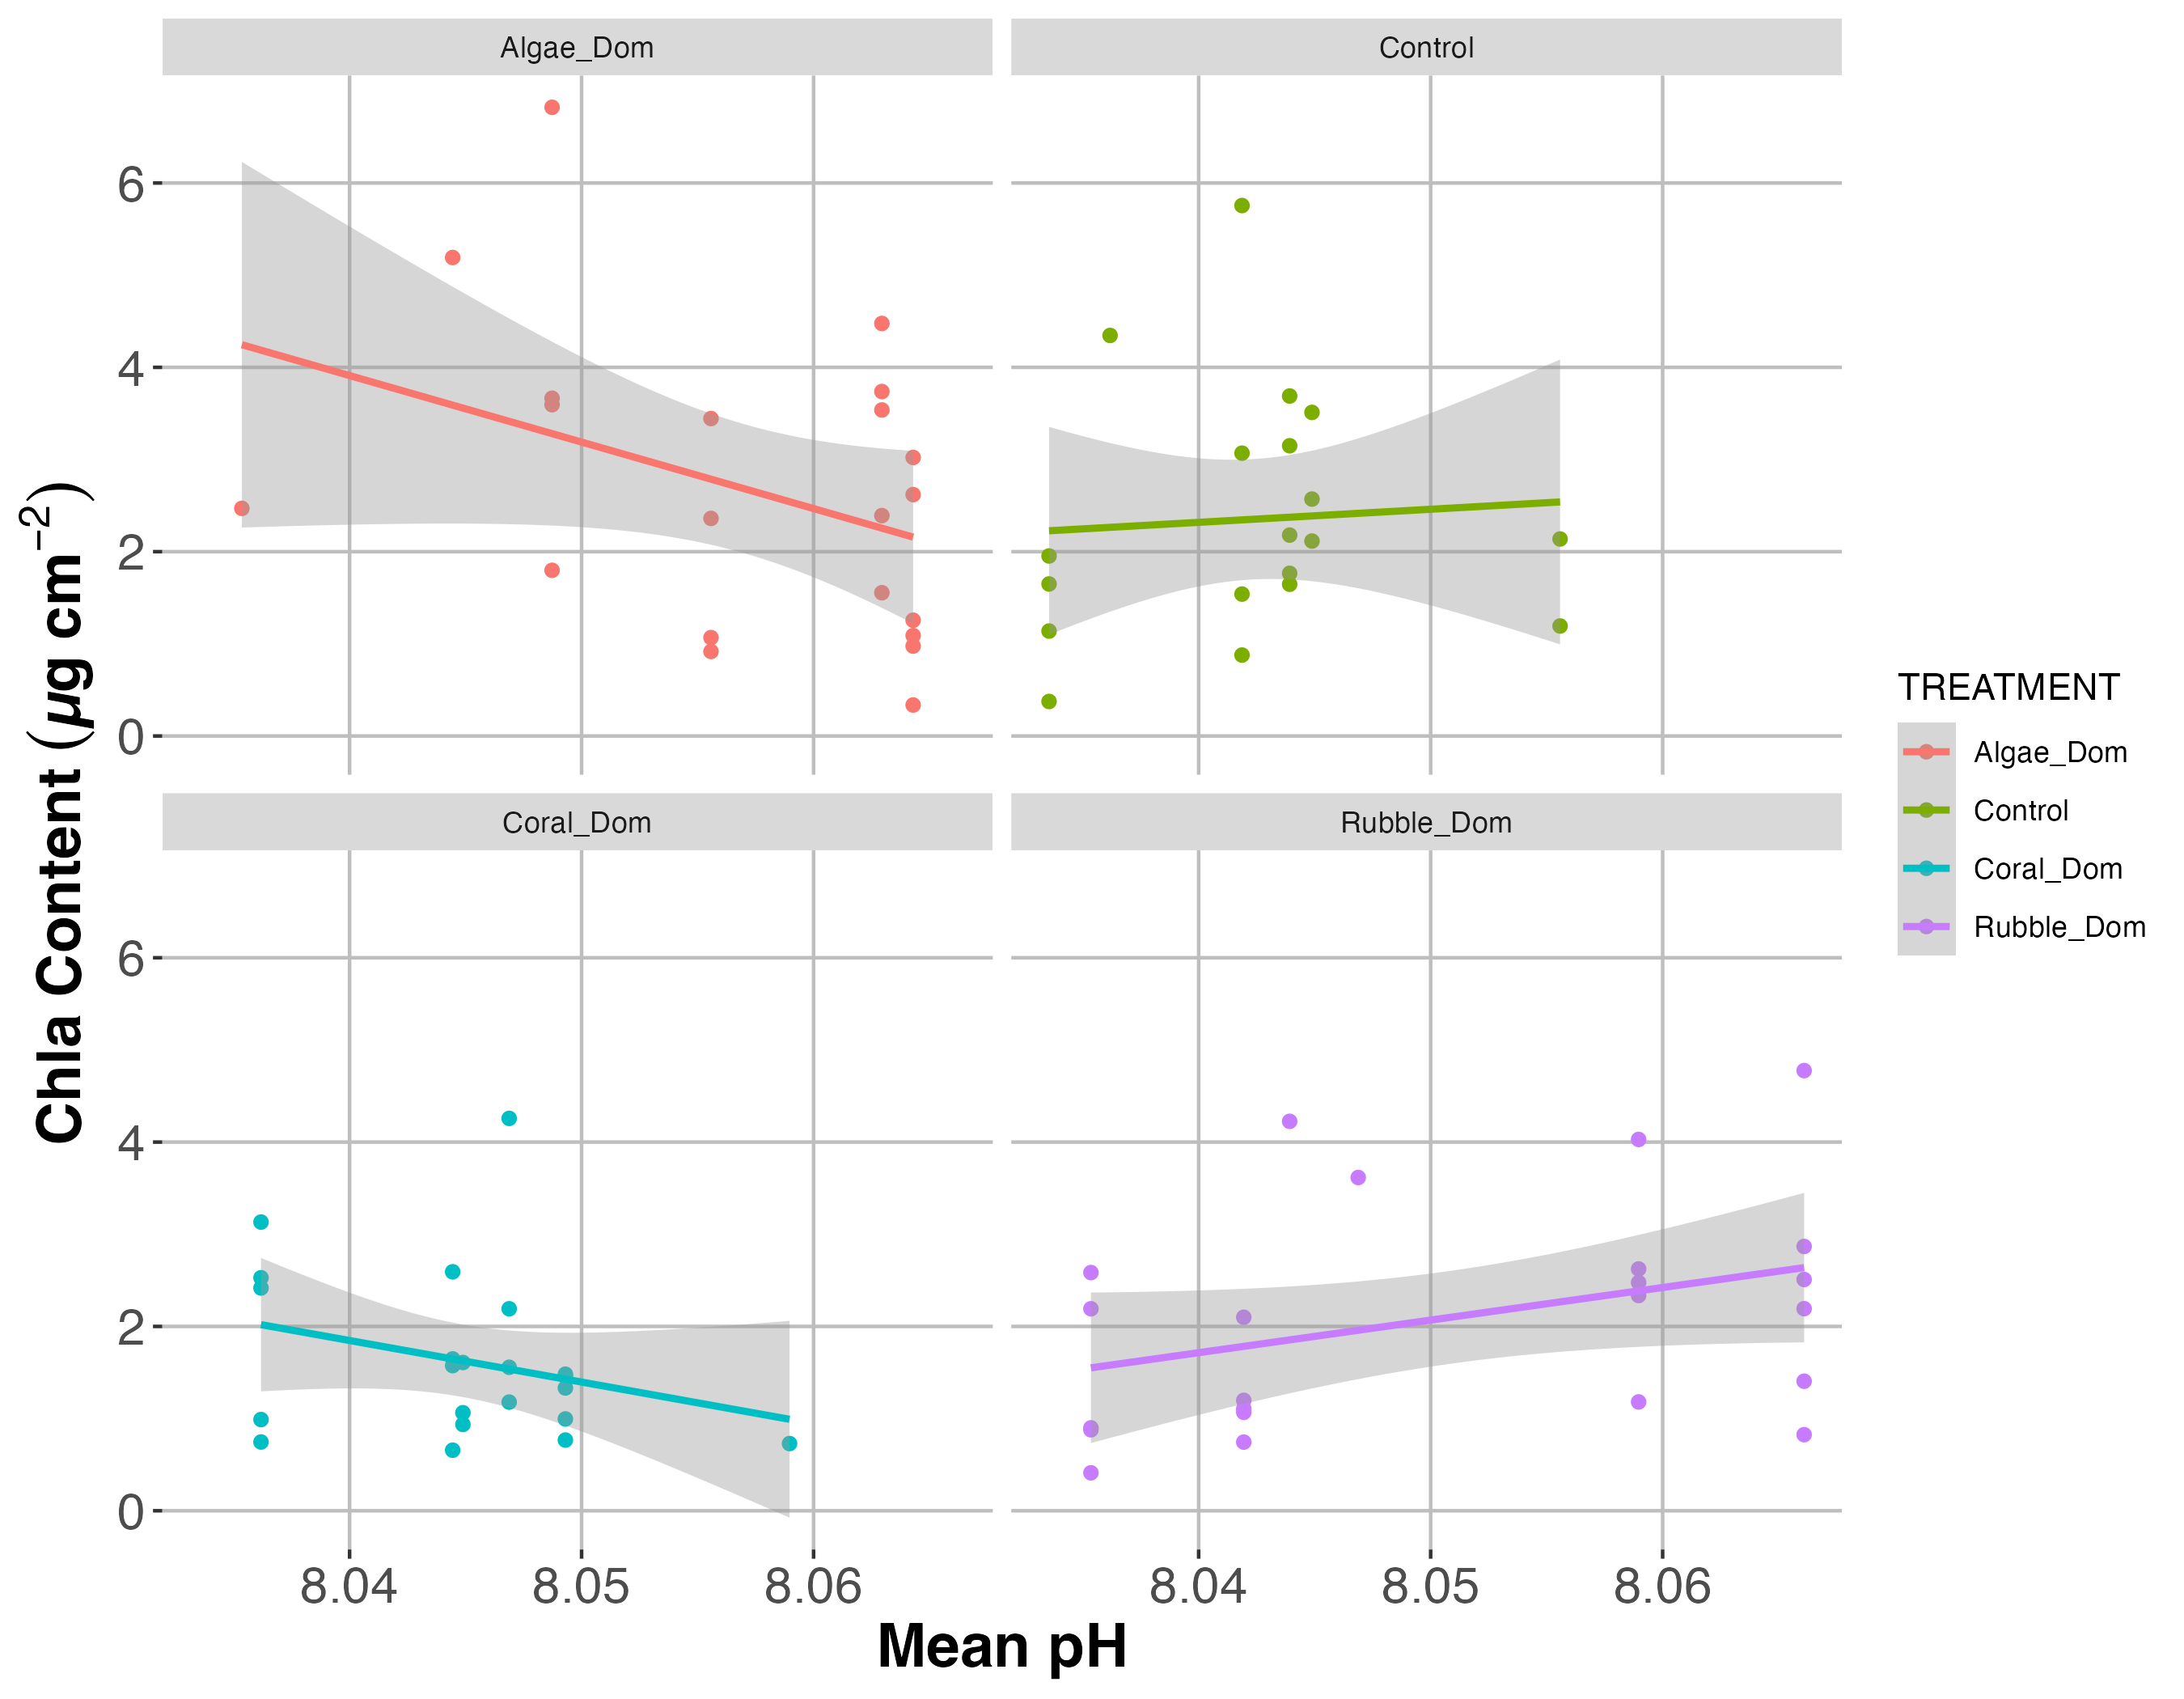 Algae_Dom
Control
6
4
2
0
Coral_Dom
Rubble_Dom
6
4
2
0
8.04
8.05
8.06
8.04
8.05
8.06
Mean pH
Chla Content (µg cm⁻²)
TREATMENT
Algae_Dom
Control
Coral_Dom
Rubble_Dom